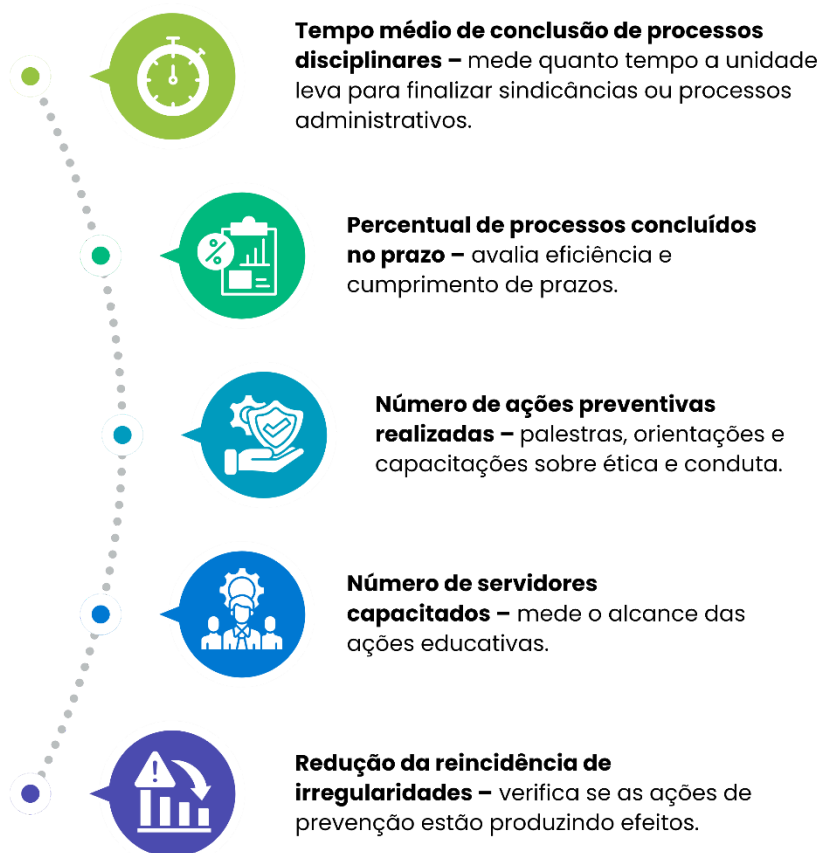 Tempo médio de conclusão de processos
disciplinares – mede quanto tempo a unidade
leva para finalizar sindicâncias ou processos
administrativos.
Percentual de processos concluídos
no prazo – avalia eficiência e
cumprimento de prazos.
Número de ações preventivas
realizadas – palestras, orientações e
capacitações sobre ética e conduta.
Número de servidores
capacitados – mede o alcance das
ações educativas.
Redução da reincidência de
irregularidades – verifica se as ações de
prevenção estão produzindo efeitos.